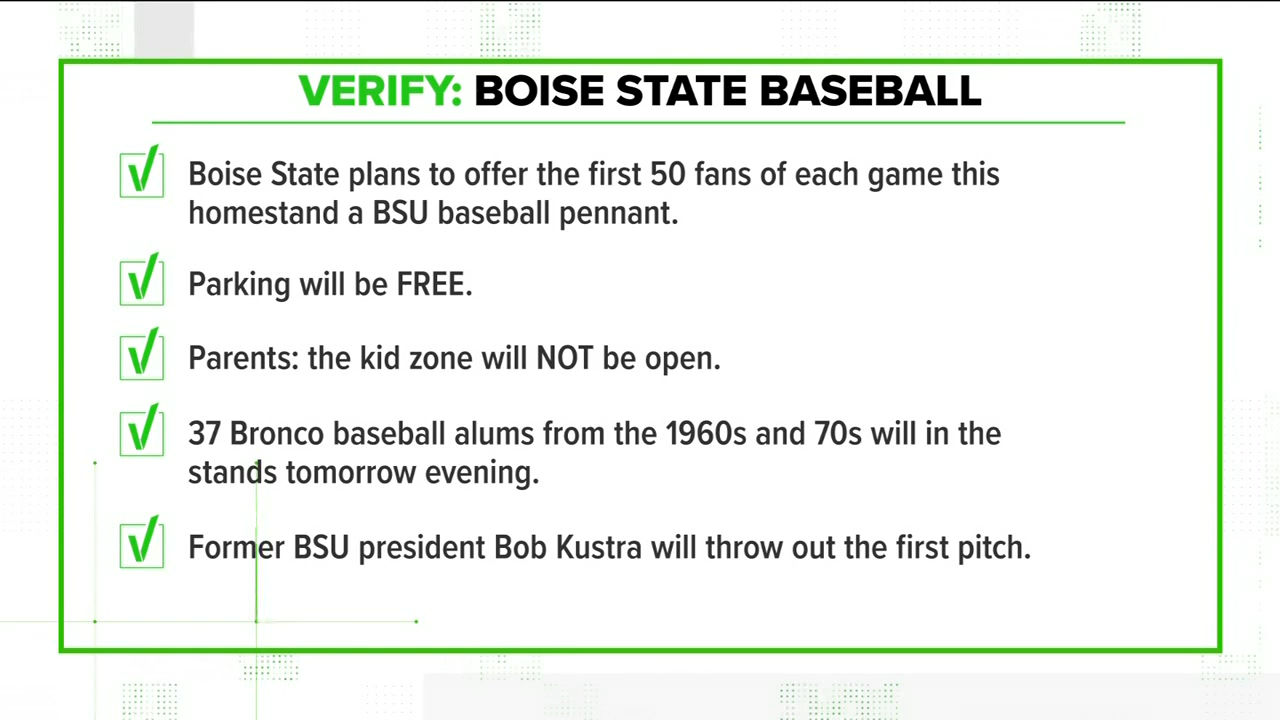 VERIFY: BOISE STATE BASEBALL
Boise State plans to offer the first 50 fans of each game this
homestand a BSU baseball pennant.
Parking will be FREE.
Parents: the kid zone will NOT be open.
37 Bronco baseball alums from the 1960s and 70s will in the
stands tomorrow evening.
Former BSU president Bob Kustra will throw out the first pitch.